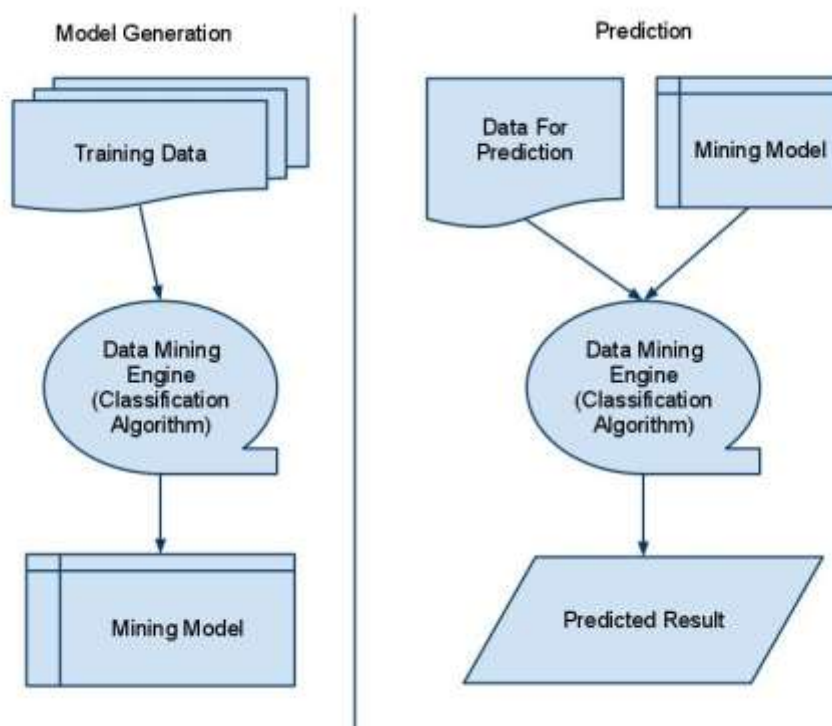 Model Generation
Training Data
Data Mining
Engine
(Classification
Algorithm)
Mining Model
Prediction
Data For
Prediction
Mining Model
Data Mining
Engine
(Classification
Algorithm)
Predicted Result